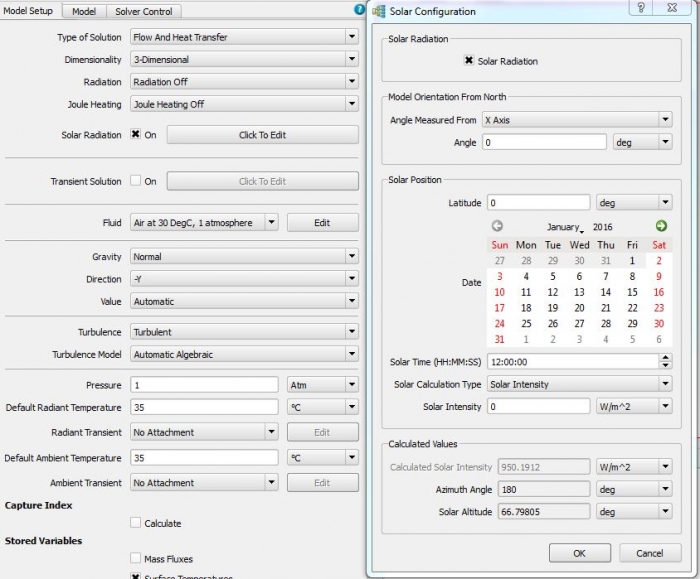 Model Setup Model Solver Control ?
Type of Solution Flow And Heat Transfer
Dimensionality 3-Dimensional
Radiation Radiation Off
Joule Heating Joule Heating Off
Solar Radiation On Click To Edit
Transient Solution On Click To Edit
Fluid Air at 30 DegC, 1 atmosphere Edit
Gravity Normal
Direction -Y
Value Automatic
Turbulence Turbulent
Turbulence Model Automatic Algebraic
Pressure 1 Atm
Default Radiant Temperature 35 °C
Radiant Transient No Attachment Edit
Default Ambient Temperature 35 °C
Ambient Transient No Attachment Edit
Capture Index
Calculate
Stored Variables
Mass Fluxes
Surface Temperatures
Solar Configuration ?
Solar Radiation
Solar Radiation
Model Orientation From North
Angle Measured From X Axis
Angle 0 deg
Solar Position
Latitude 0 deg
January, 2016
Sun Mon Tue Wed Thu Fri Sat
27 28 29 30 31 1 2
3 4 5 6 7 8 9
Date
10 11 12 13 14 15 16
17 18 19 20 21 22 23
24 25 26 27 28 29 30
31 1 2 3 4 5 6
Solar Time (HH:MM:SS) 12:00:00
Solar Calculation Type Solar Intensity
Solar Intensity 0 W/m^2
Calculated Values
Calculated Solar Intensity 950.1912 W/m^2
Azimuth Angle 180 deg
Solar Altitude 66.79805 deg
OK Cancel